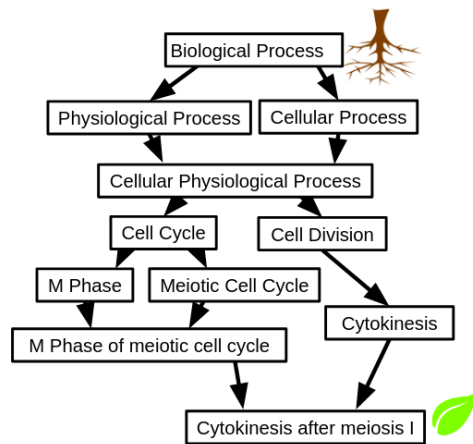 Biological Process
Physiological Process
Cellular Process
Cellular Physiological Process
Cell Cycle
Cell Division
M Phase
Meiotic Cell Cycle
Cytokinesis
M Phase of meiotic cell cycle
Cytokinesis after meiosis I